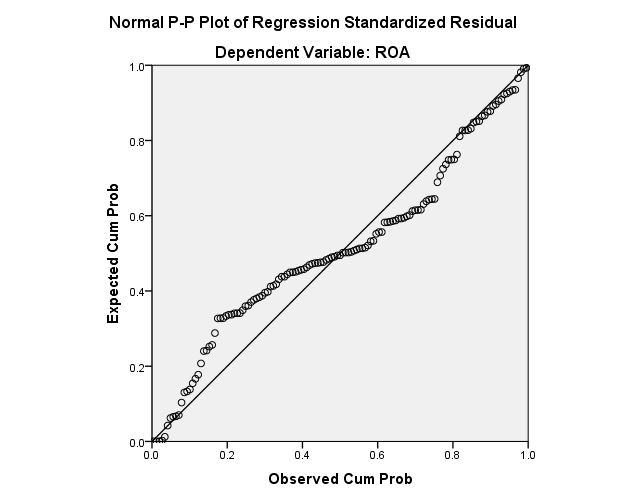 Normal P-P Plot of Regression Standardized Residual
Dependent Variable: ROA
1.0
0.8
0.6
0.4
0.2
0.0
Expected Cum Prob
0.0 0.2 0.4 0.6 0.8 1.0
Observed Cum Prob